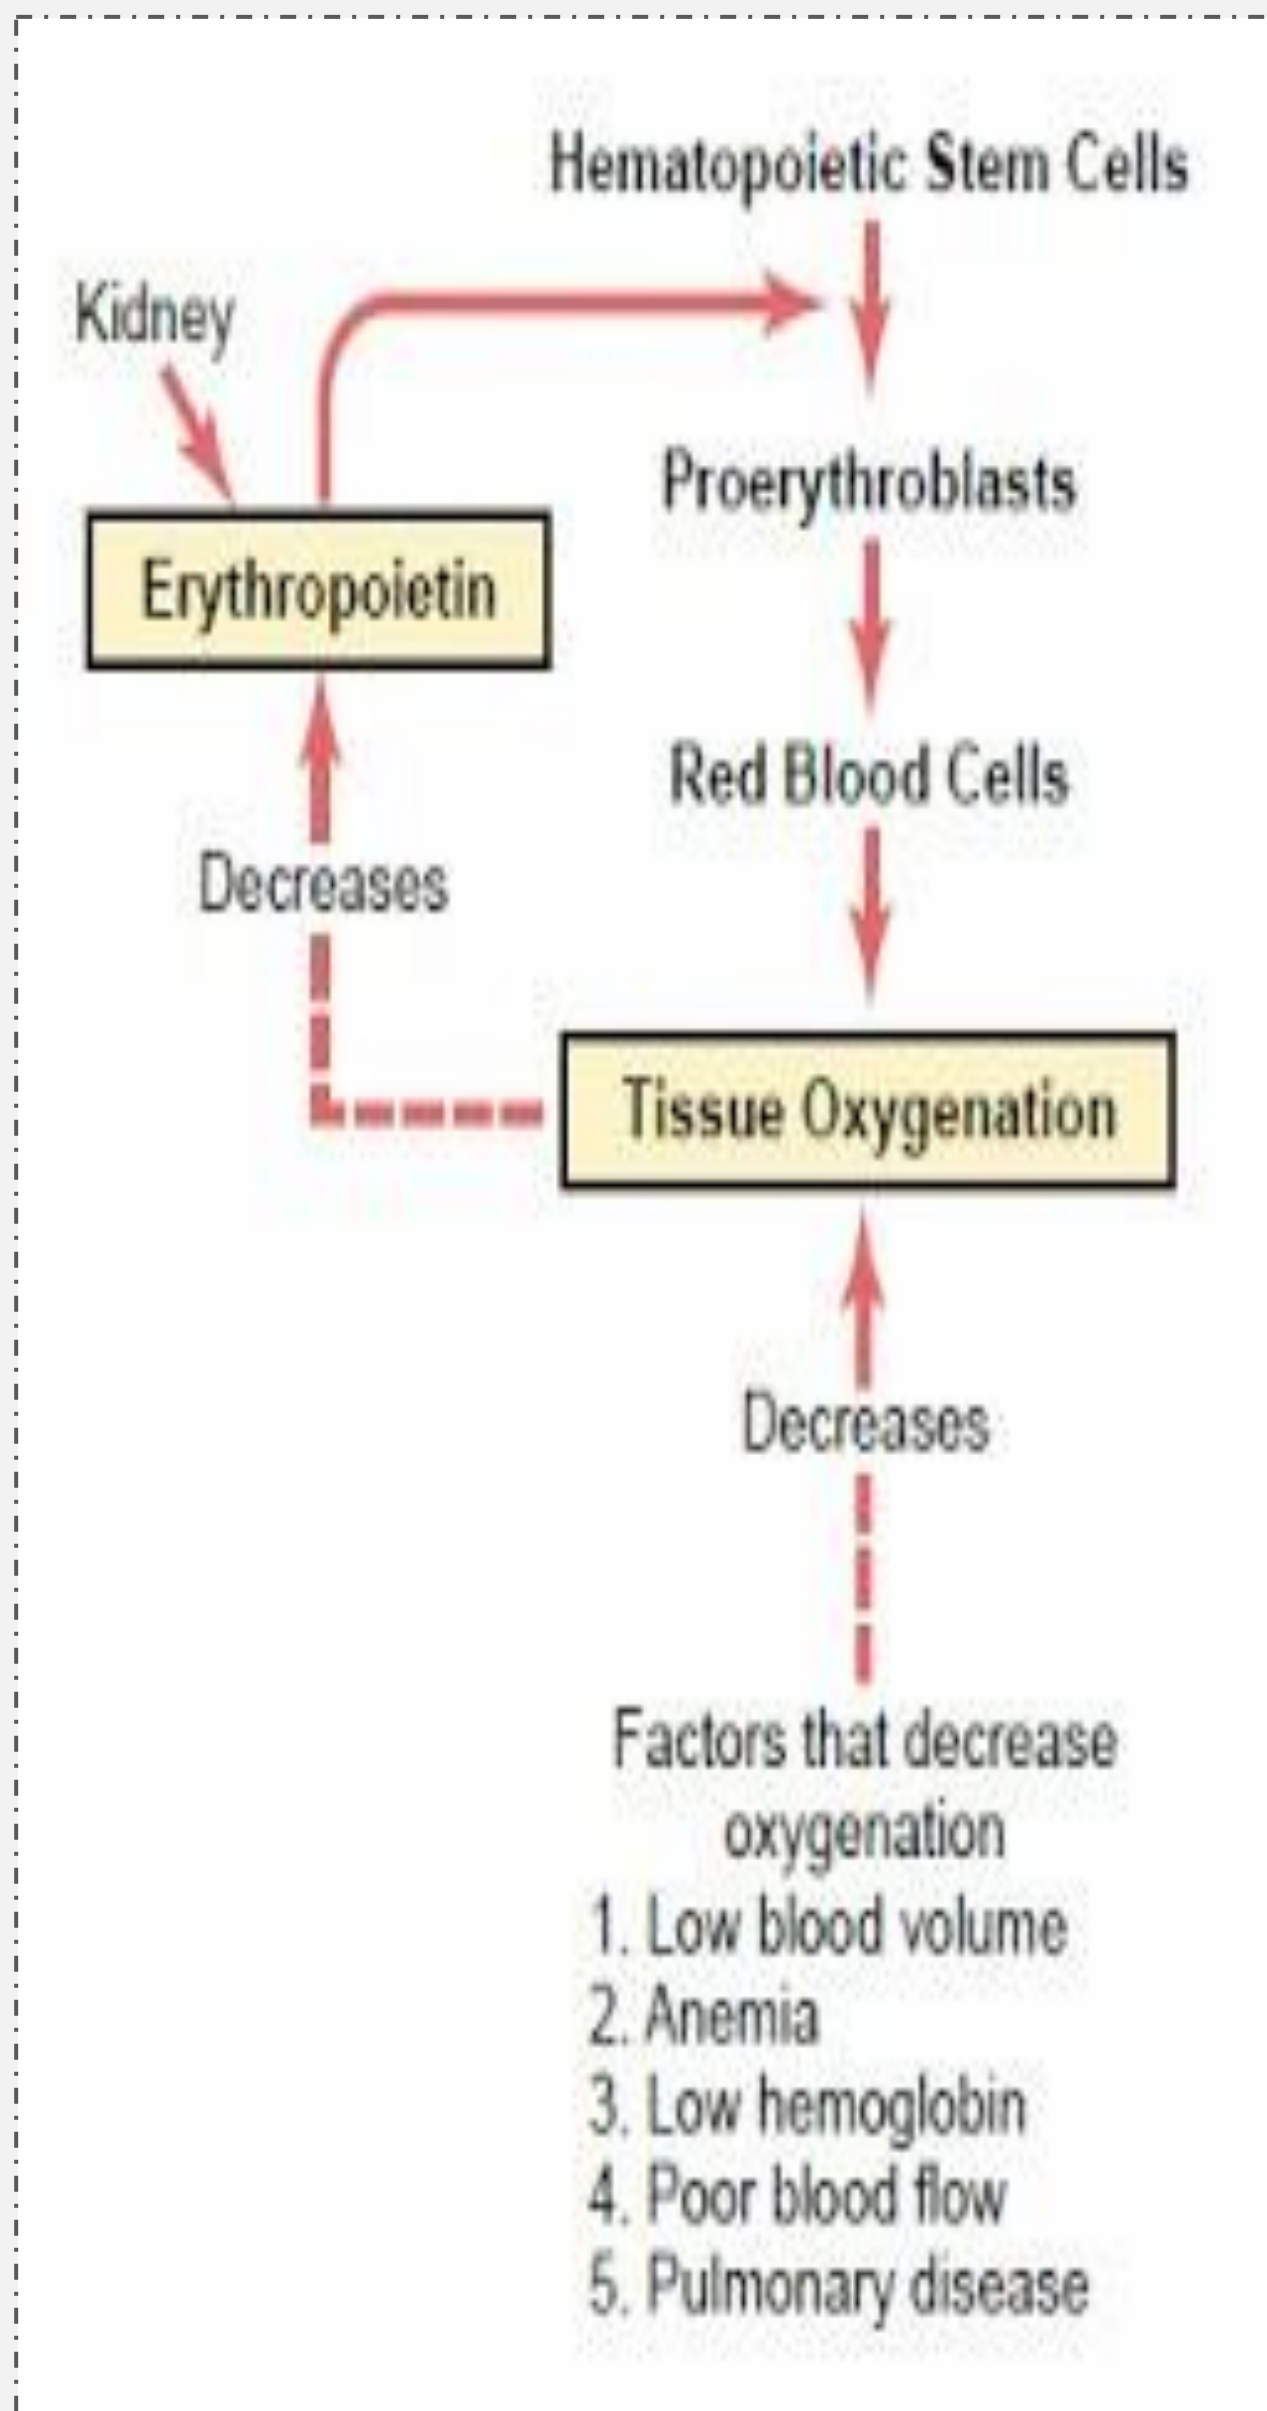 Hematopoietic Stem Cells
Kidney
Proerythroblasts
Erythropoietin
Red Blood Cells
Decreases
Tissue Oxygenation
Decreases
Factors that decrease
oxygenation
1. Low blood volume
2. Anemia
3. Low hemoglobin
4. Poor blood flow
5. Pulmonary disease